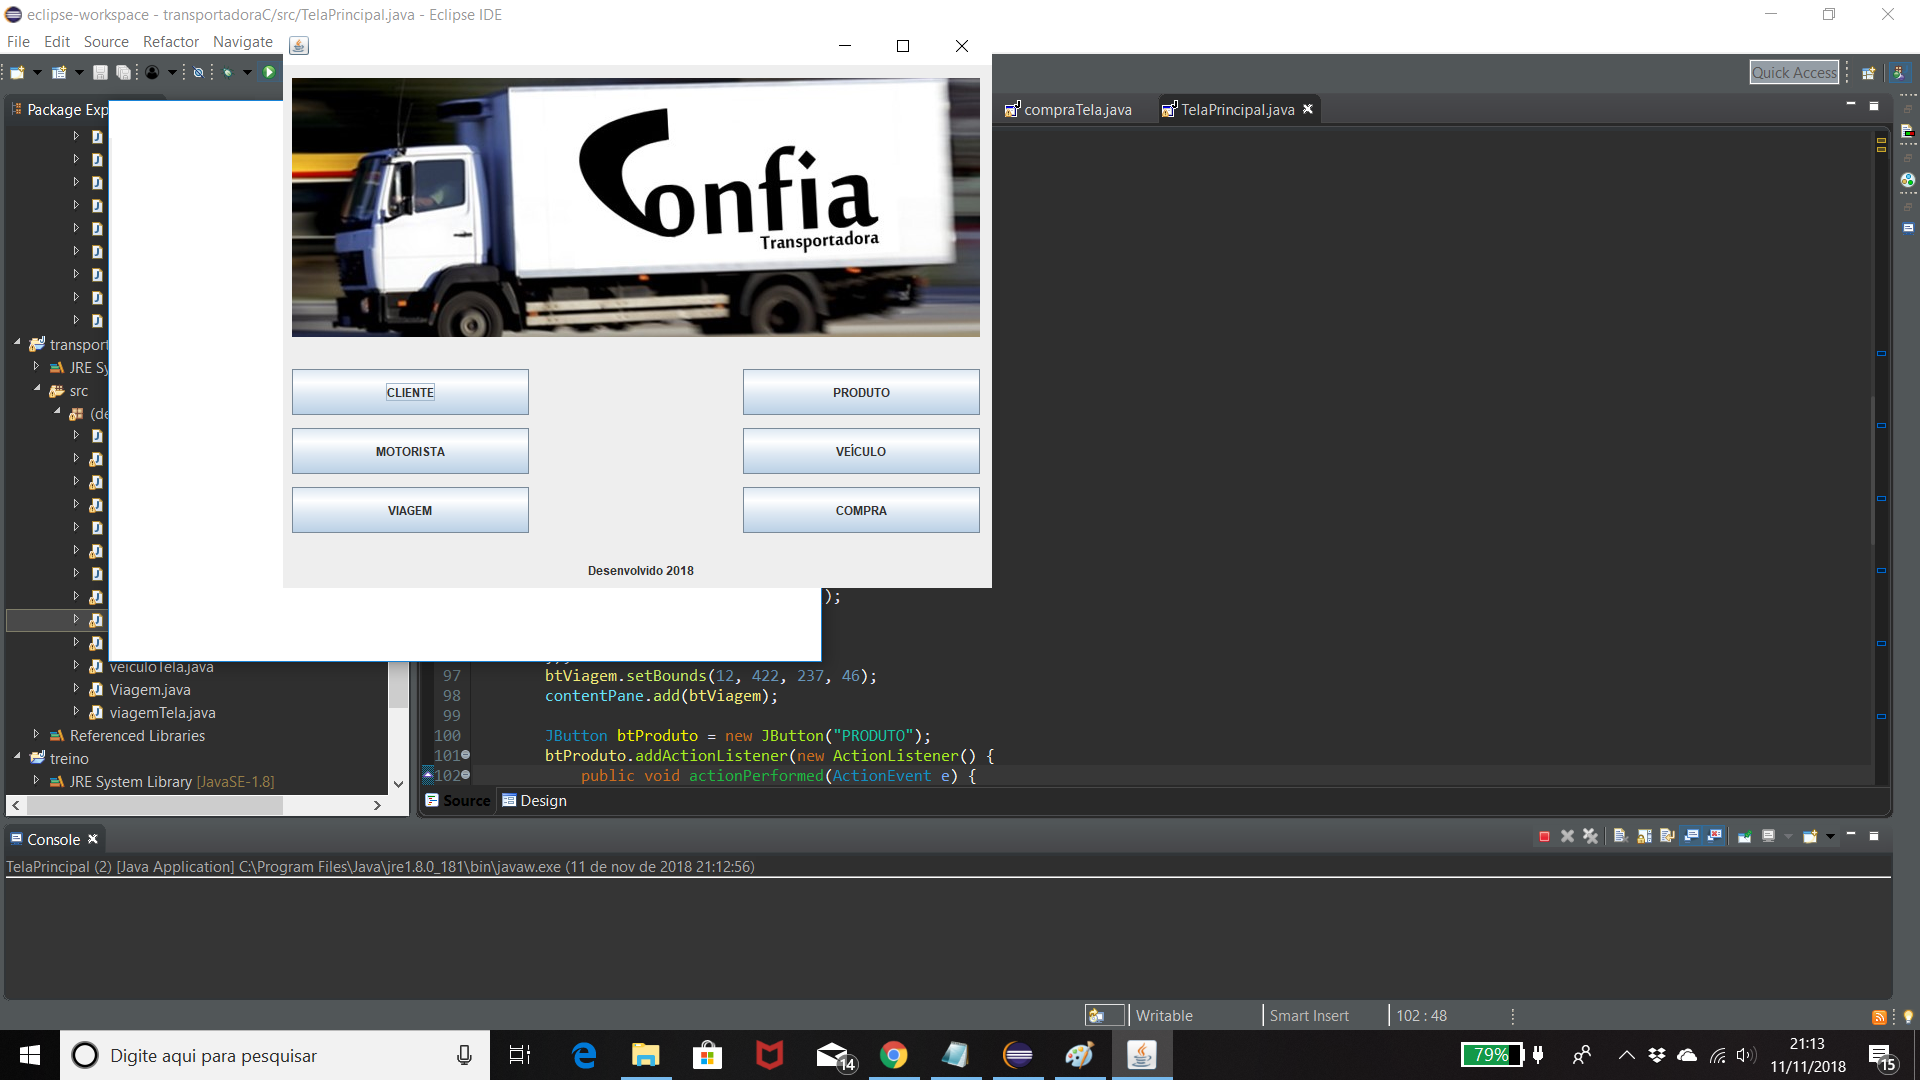 eclipse-workspace - transportadoraC/src/TelaPrincipal.java - Eclipse IDE
File Edit Source Refactor Navigate
Quick Access
Package Exp
compraTela.java
TelaPrincipal.java
Confia
Transportadora
transport
JRE Sy
src
(de
CLIENTE
PRODUTO
MOTORISTA
VEÍCULO
VIAGEM
COMPRA
Desenvolvido 2018
);
veiculoTela.java
Viagem.java
viagemTela.java
Referenced Libraries
treino
JRE System Library [JavaSE-1.8]
97 btViagem.setBounds(12, 422, 237, 46);
98 contentPane.add(btViagem);
99
100 JButton btProduto = new JButton("PRODUTO");
101 btProduto.addActionListener(new ActionListener() {
102 public void actionPerformed(ActionEvent e) {
Source Design
Console
TelaPrincipal (2) [Java Application] C:\Program Files\Java\jre1.8.0_181\bin\javaw.exe (11 de nov de 2018 21:12:56)
Writable Smart Insert 102 : 48
Digite aqui para pesquisar
14
79%
21:13
11/11/2018
15